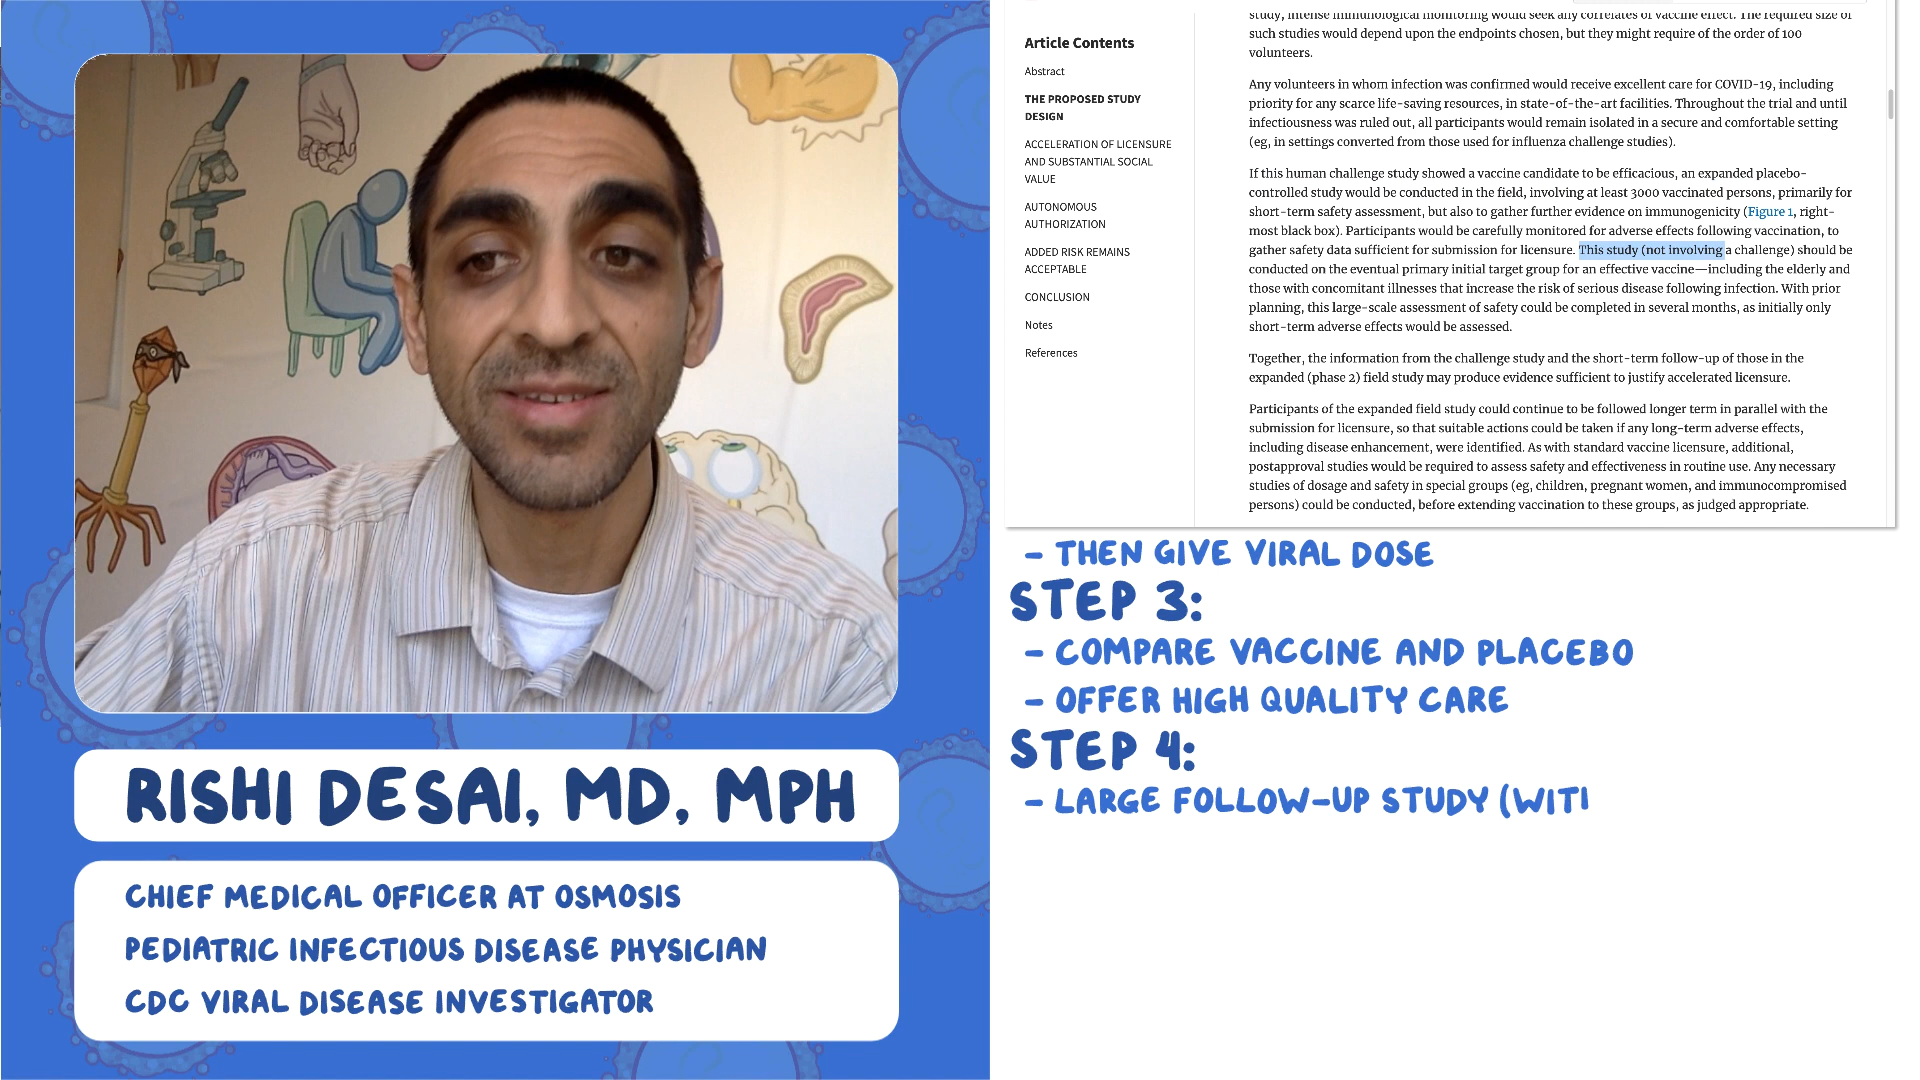 RISHI DESAI, MD, MPH
CHIEF MEDICAL OFFICER AT OSMOSIS
PEDIATRIC INFECTIOUS DISEASE PHYSICIAN
CDC VIRAL DISEASE INVESTIGATOR
Article Contents
Abstract
THE PROPOSED STUDY
DESIGN
ACCELERATION OF LICENSURE
AND SUBSTANTIAL SOCIAL
VALUE
AUTONOMOUS
AUTHORIZATION
ADDED RISK REMAINS
ACCEPTABLE
CONCLUSION
Notes
References
study, intense immunological monitoring would seek any correlates of vaccine effect. The required size of
such studies would depend upon the endpoints chosen, but they might require of the order of 100
volunteers.
Any volunteers in whom infection was confirmed would receive excellent care for COVID-19, including
priority for any scarce life-saving resources, in state-of-the-art facilities. Throughout the trial and until
infectiousness was ruled out, all participants would remain isolated in a secure and comfortable setting
(eg, in settings converted from those used for influenza challenge studies).
If this human challenge study showed a vaccine candidate to be efficacious, an expanded placebo-
controlled study would be conducted in the field, involving at least 3000 vaccinated persons, primarily for
short-term safety assessment, but also to gather further evidence on immunogenicity (Figure 1, right-
most black box). Participants would be carefully monitored for adverse effects following vaccination, to
gather safety data sufficient for submission for licensure. This study (not involving a challenge) should be
conducted on the eventual primary initial target group for an effective vaccine—including the elderly and
those with concomitant illnesses that increase the risk of serious disease following infection. With prior
planning, this large-scale assessment of safety could be completed in several months, as initially only
short-term adverse effects would be assessed.
Together, the information from the challenge study and the short-term follow-up of those in the
expanded (phase 2) field study may produce evidence sufficient to justify accelerated licensure.
Participants of the expanded field study could continue to be followed longer term in parallel with the
submission for licensure, so that suitable actions could be taken if any long-term adverse effects,
including disease enhancement, were identified. As with standard vaccine licensure, additional,
postapproval studies would be required to assess safety and effectiveness in routine use. Any necessary
studies of dosage and safety in special groups (eg, children, pregnant women, and immunocompromised
persons) could be conducted, before extending vaccination to these groups, as judged appropriate.
- THEN GIVE VIRAL DOSE
STEP 3:
- COMPARE VACCINE AND PLACEBO
- OFFER HIGH QUALITY CARE
STEP 4:
- LARGE FOLLOW-UP STUDY (WITI